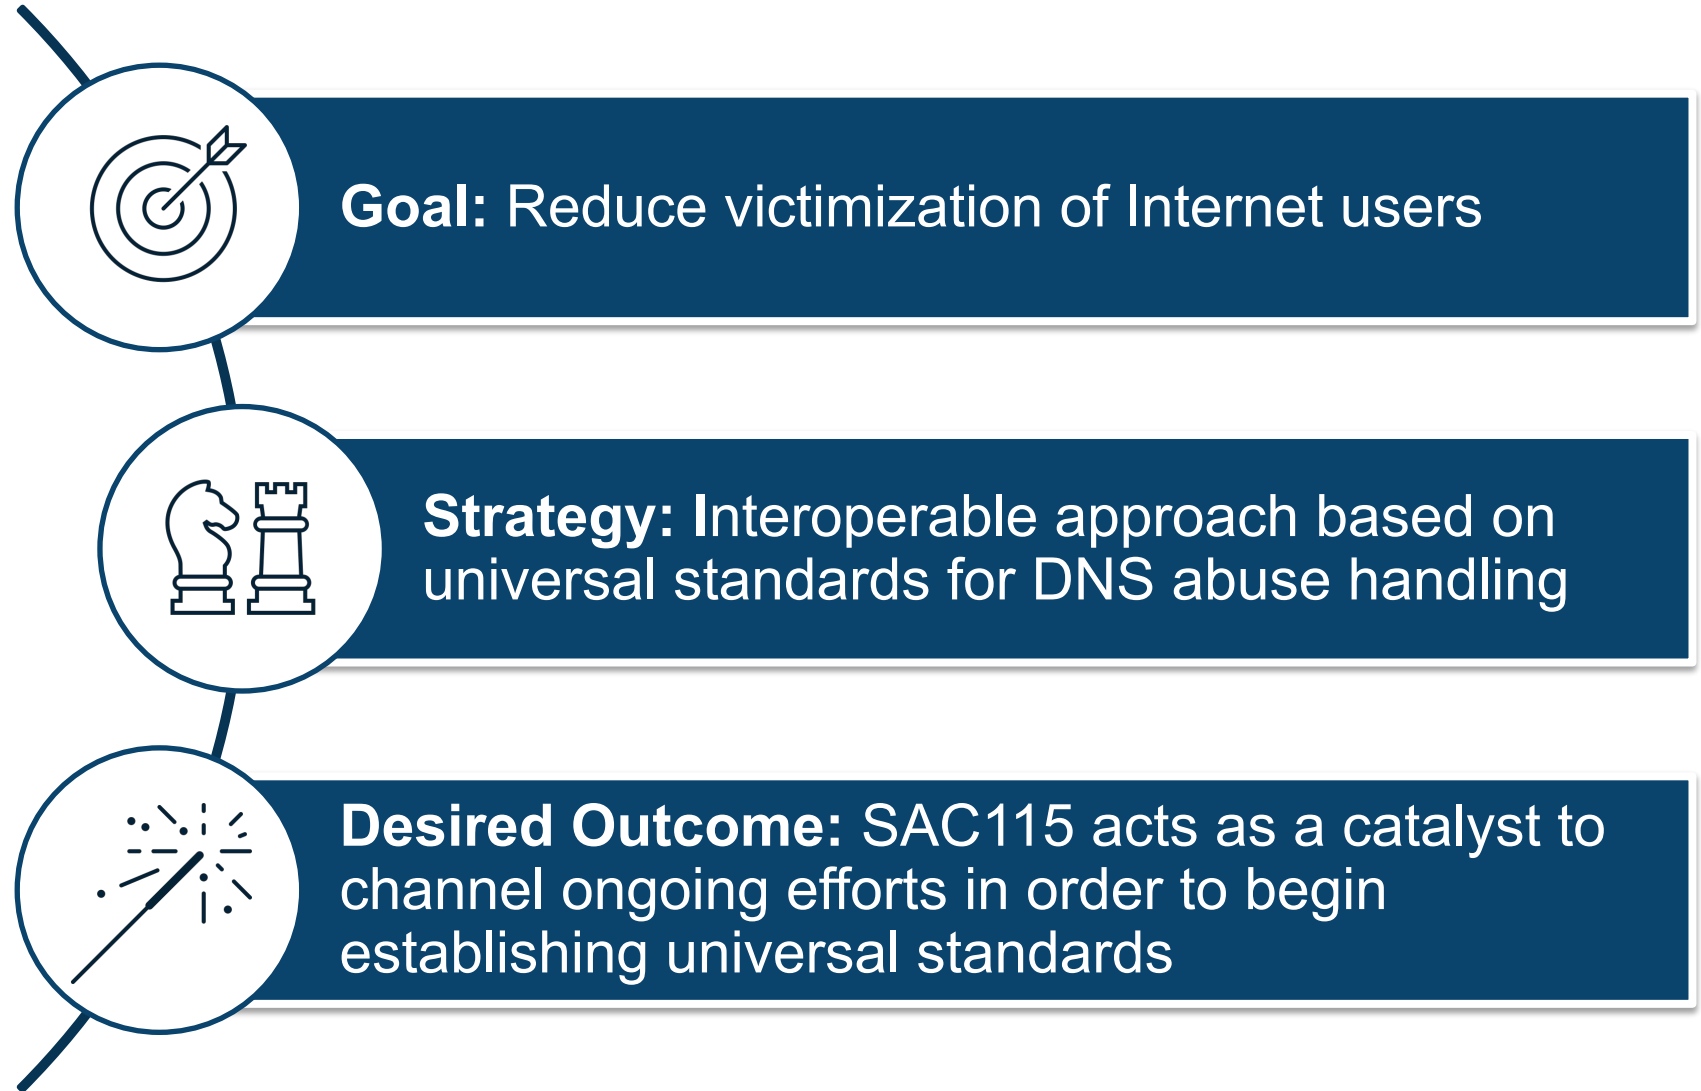 Goal: Reduce victimization of Internet users
Strategy: Interoperable approach based on
universal standards for DNS abuse handling
Desired Outcome: SAC115 acts as a catalyst to
channel ongoing efforts in order to begin
establishing universal standards